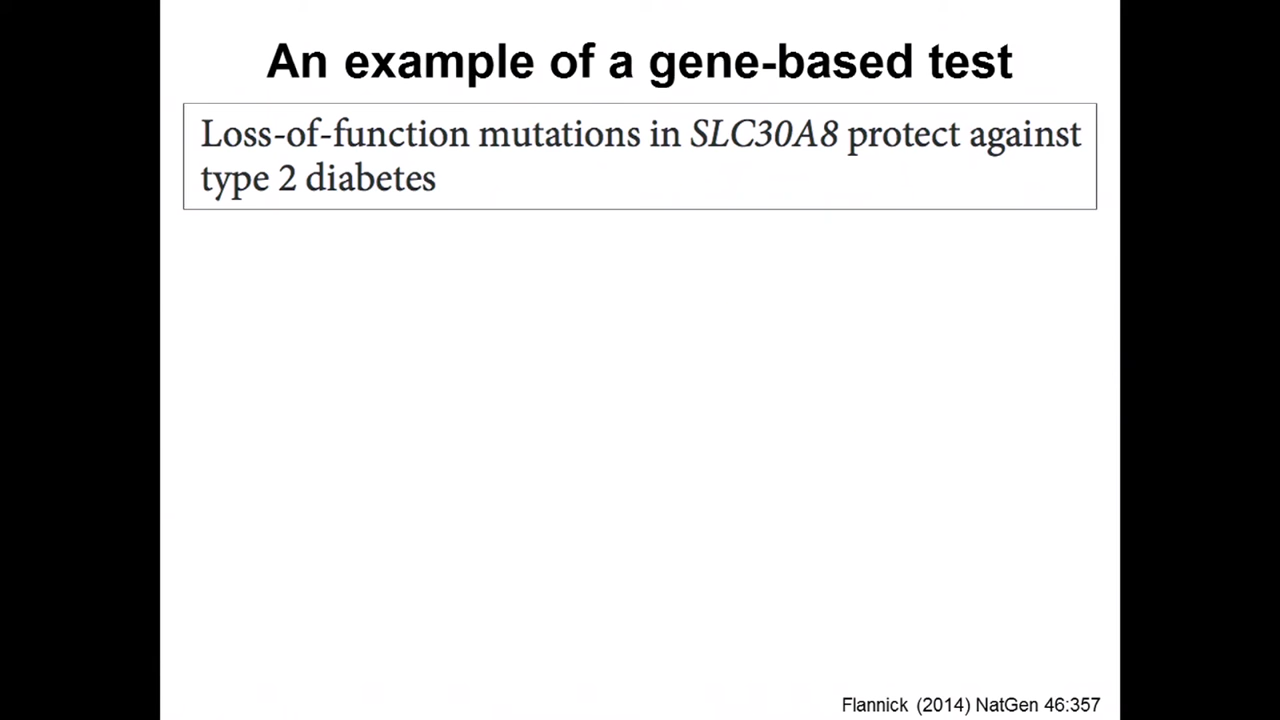 An example of a gene-based test
Loss-of-function mutations in SLC30A8 protect against
type 2 diabetes
Flannick (2014) NatGen 46:357